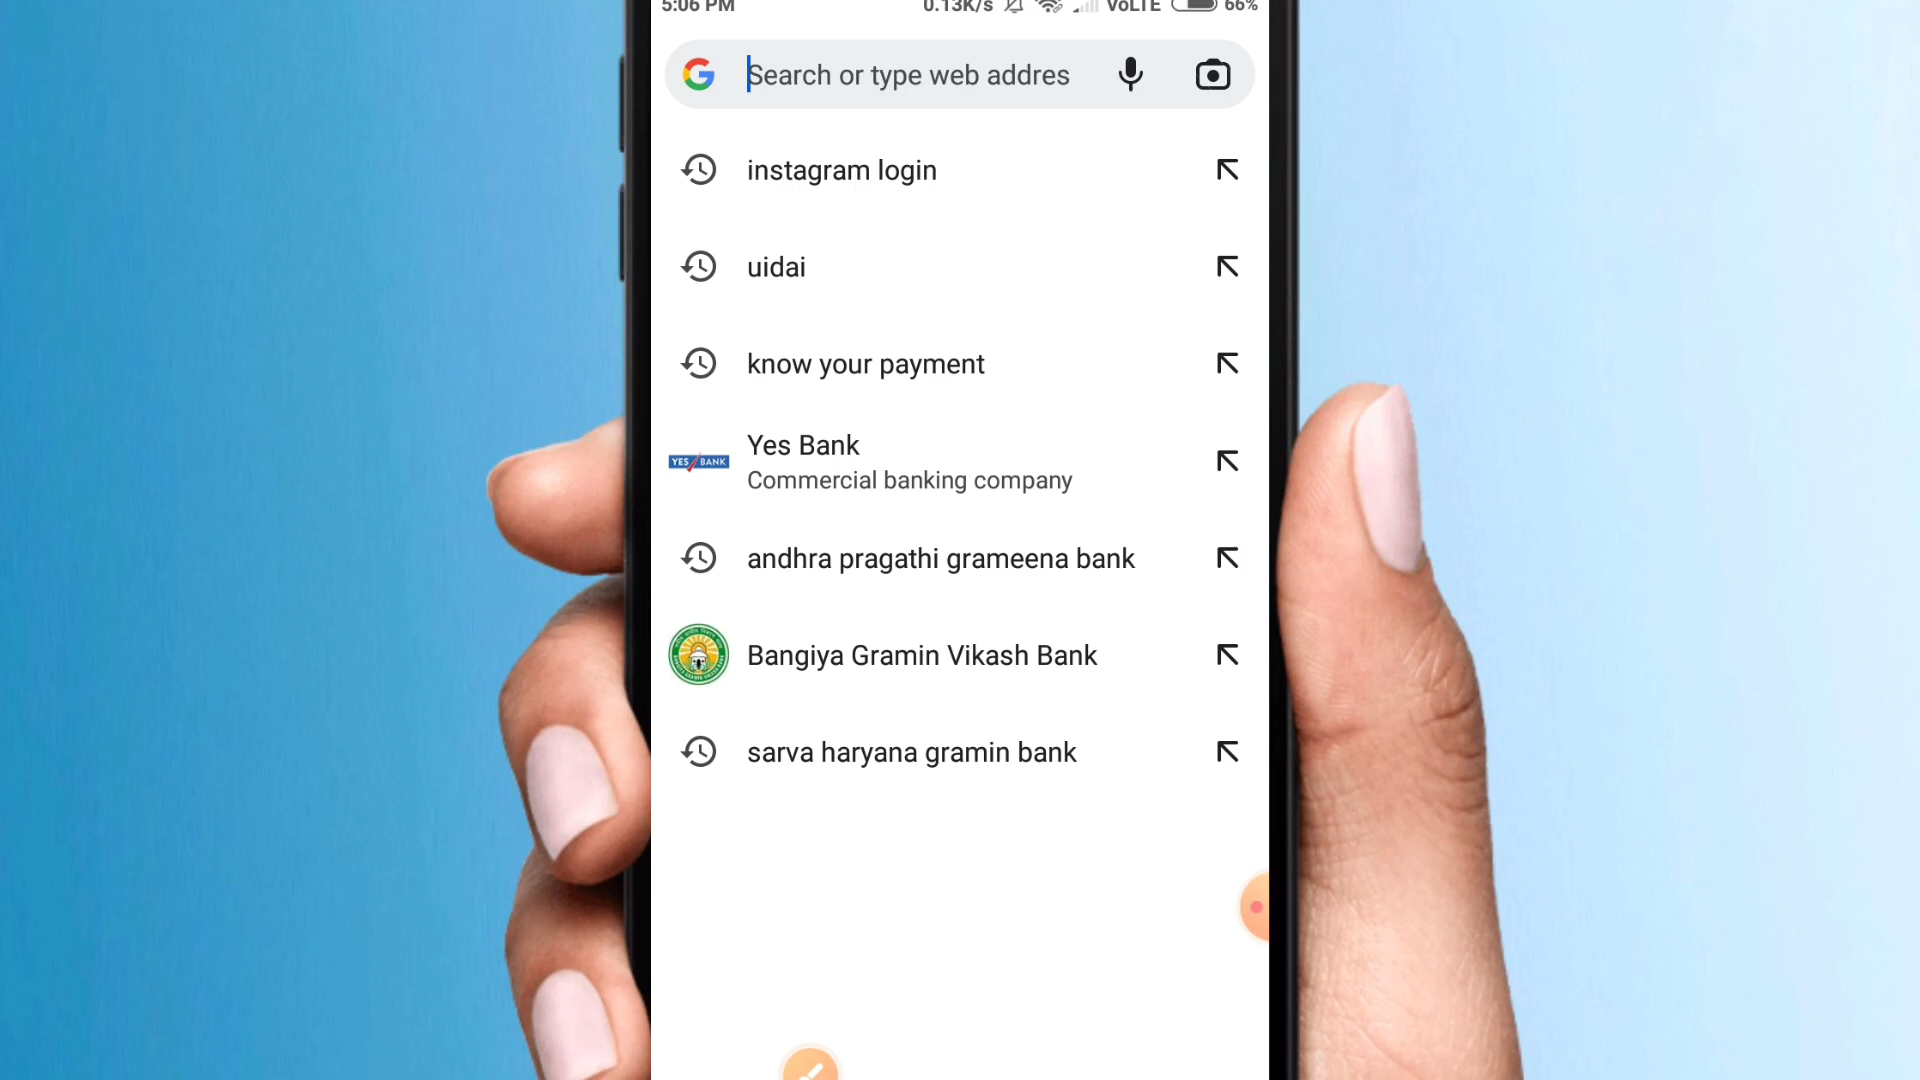 5:06 PM 0.13K/s VoLTE 66%
Search or type web addres
instagram login
uidai
know your payment
Yes Bank
YES BANK
Commercial banking company
andhra pragathi grameena bank
Bangiya Gramin Vikash Bank
sarva haryana gramin bank